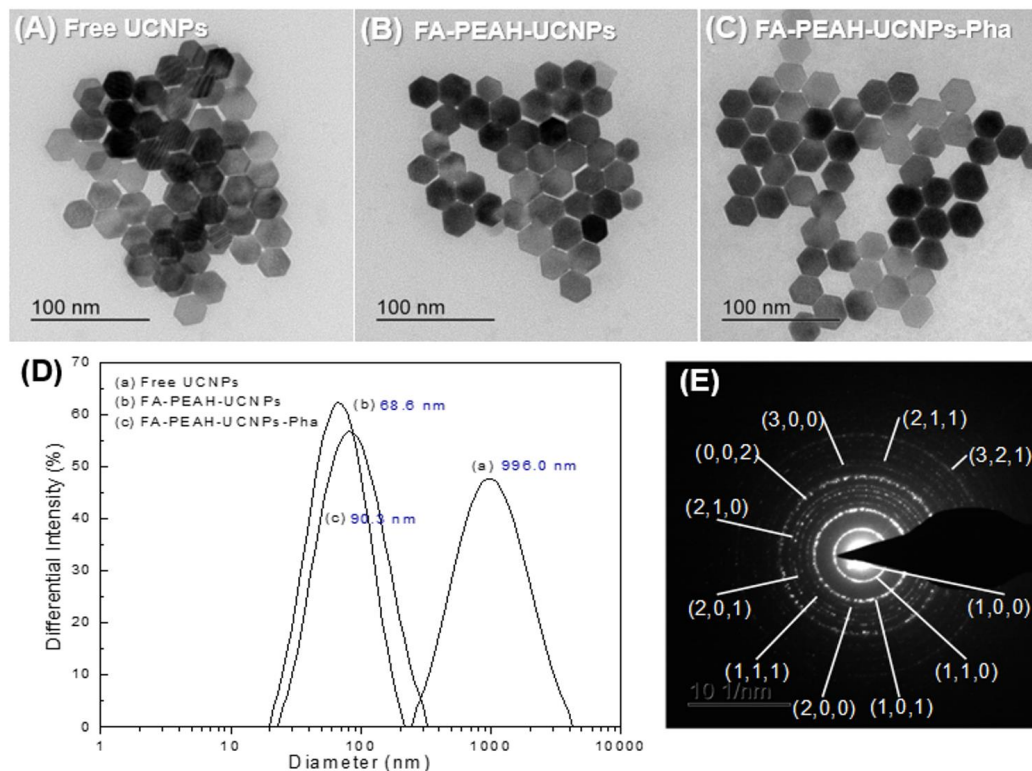 (A) Free UCNPs
100 nm
(B) FA-PEAH-UCNPs
100 nm
(C) FA-PEAH-UCNPs-Pha
100 nm
(D)
(a) Free UCNPs
(b) FA-PEAH-UCNPs
(c) FA-PEAH-UCNPs-Pha
(b) 68.6 nm
(c) 90.3 nm
(a) 996.0 nm
Differential Intensity (%)
70
60
50
40
30
20
10
0
1
10
100
1000
10000
Diameter (nm)
(E)
(3,0,0)
(2,1,1)
(0,0,2)
(3,2,1)
(2,1,0)
(2,0,1)
(1,0,0)
(1,1,1)
(1,1,0)
(2,0,0)
(1,0,1)
10 1/nm